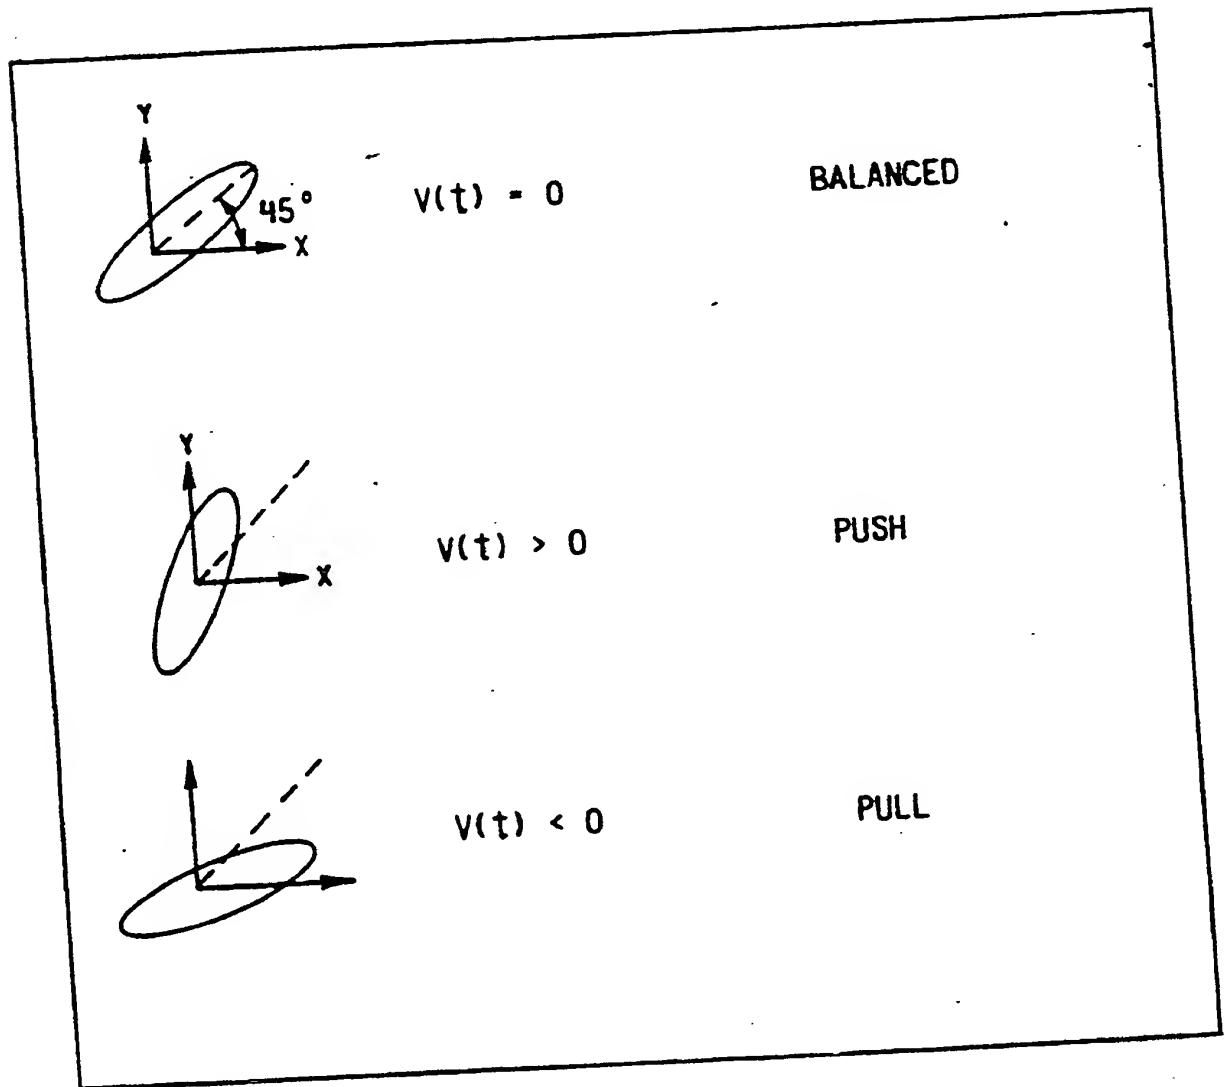 Y
45°
X
V(t) = 0
BALANCED
Y
X
V(t) > 0
PUSH
V(t) < 0
PULL